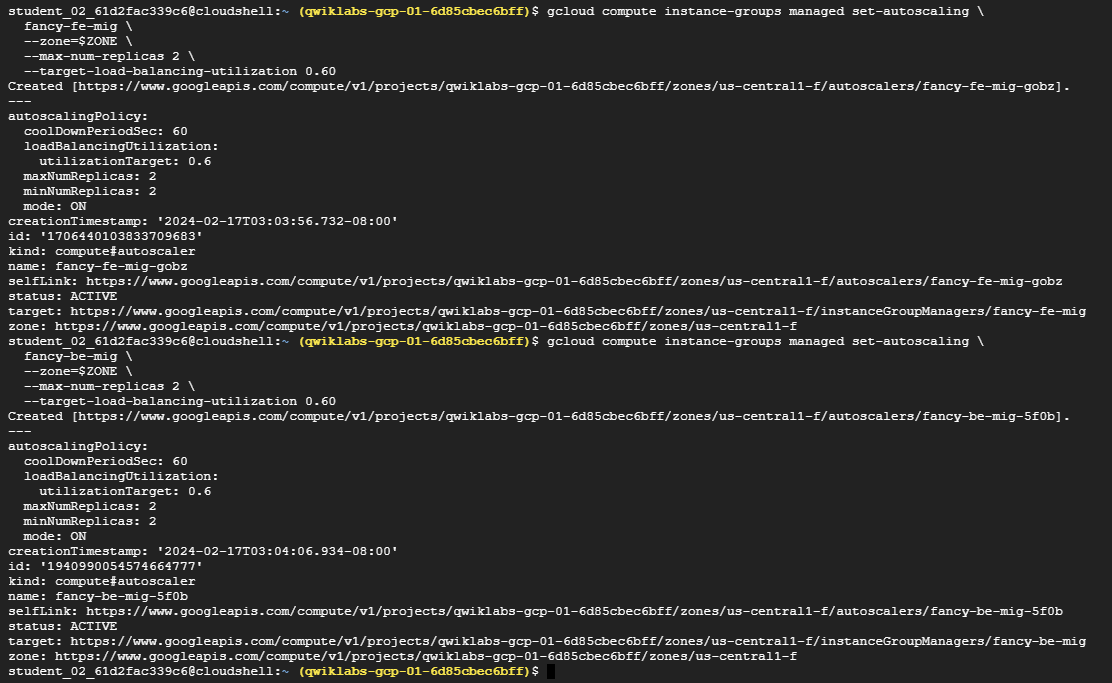 student_02_61d2fac339c6@cloudshell:~ (qwiklabs-gcp-01-6d85cbec6bff)$ gcloud compute instance-groups managed set-autoscaling \
  fancy-fe-mig \
  --zone=$ZONE \
  --max-num-replicas 2 \
  --target-load-balancing-utilization 0.60
Created [https://www.googleapis.com/compute/v1/projects/qwiklabs-gcp-01-6d85cbec6bff/zones/us-central1-f/autoscalers/fancy-fe-mig-gobz].
---
autoscalingPolicy:
  coolDownPeriodSec: 60
  loadBalancingUtilization:
    utilizationTarget: 0.6
  maxNumReplicas: 2
  minNumReplicas: 2
  mode: ON
creationTimestamp: '2024-02-17T03:03:56.732-08:00'
id: '1706440103833709683'
kind: compute#autoscaler
name: fancy-fe-mig-gobz
selfLink: https://www.googleapis.com/compute/v1/projects/qwiklabs-gcp-01-6d85cbec6bff/zones/us-central1-f/autoscalers/fancy-fe-mig-gobz
status: ACTIVE
target: https://www.googleapis.com/compute/v1/projects/qwiklabs-gcp-01-6d85cbec6bff/zones/us-central1-f/instanceGroupManagers/fancy-fe-mig
zone: https://www.googleapis.com/compute/v1/projects/qwiklabs-gcp-01-6d85cbec6bff/zones/us-central1-f
student_02_61d2fac339c6@cloudshell:~ (qwiklabs-gcp-01-6d85cbec6bff)$ gcloud compute instance-groups managed set-autoscaling \
  fancy-be-mig \
  --zone=$ZONE \
  --max-num-replicas 2 \
  --target-load-balancing-utilization 0.60
Created [https://www.googleapis.com/compute/v1/projects/qwiklabs-gcp-01-6d85cbec6bff/zones/us-central1-f/autoscalers/fancy-be-mig-5f0b].
---
autoscalingPolicy:
  coolDownPeriodSec: 60
  loadBalancingUtilization:
    utilizationTarget: 0.6
  maxNumReplicas: 2
  minNumReplicas: 2
  mode: ON
creationTimestamp: '2024-02-17T03:04:06.934-08:00'
id: '1940990054574664777'
kind: compute#autoscaler
name: fancy-be-mig-5f0b
selfLink: https://www.googleapis.com/compute/v1/projects/qwiklabs-gcp-01-6d85cbec6bff/zones/us-central1-f/autoscalers/fancy-be-mig-5f0b
status: ACTIVE
target: https://www.googleapis.com/compute/v1/projects/qwiklabs-gcp-01-6d85cbec6bff/zones/us-central1-f/instanceGroupManagers/fancy-be-mig
zone: https://www.googleapis.com/compute/v1/projects/qwiklabs-gcp-01-6d85cbec6bff/zones/us-central1-f
student_02_61d2fac339c6@cloudshell:~ (qwiklabs-gcp-01-6d85cbec6bff)$